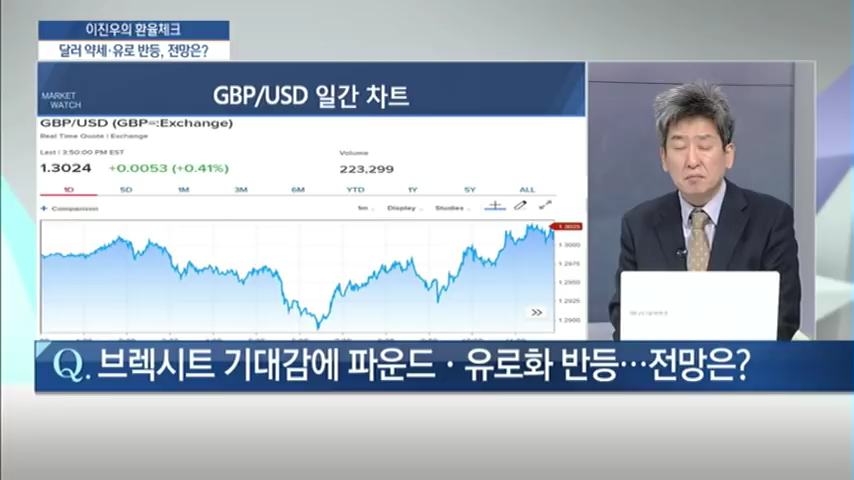 이진우의 환율체크
달러 약세·유로 반등, 전망은?
MARKET
WATCH
GBP/USD 일간 차트
GBP/USD (GBP=:Exchange)
Real Time Quote | Exchange
Last | 3:50:00 PM EST
Volume
1.3024 +0.0053 (+0.41%)
223,299
1D 5D 1M 3M 6M YTD 1Y 5Y ALL
+ Comparison
1m Display Studies
1.3025
1.3000
1.2975
1.2950
1.2925
1.2900
Q. 브렉시트 기대감에 파운드·유로화 반등…전망은?